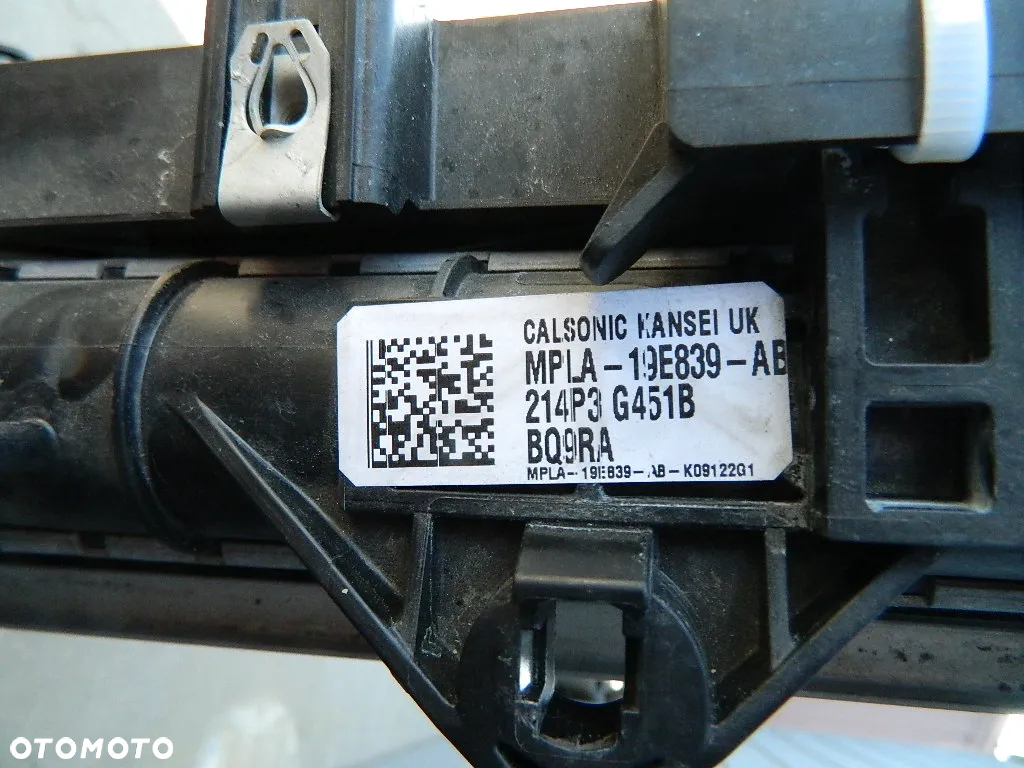 CALSONIC KANSEI UK
MPLA-19E839-AB
214P3 G451B
BQ9RA
MPLA-19E839-AB-K09122G1
OTOMOTO